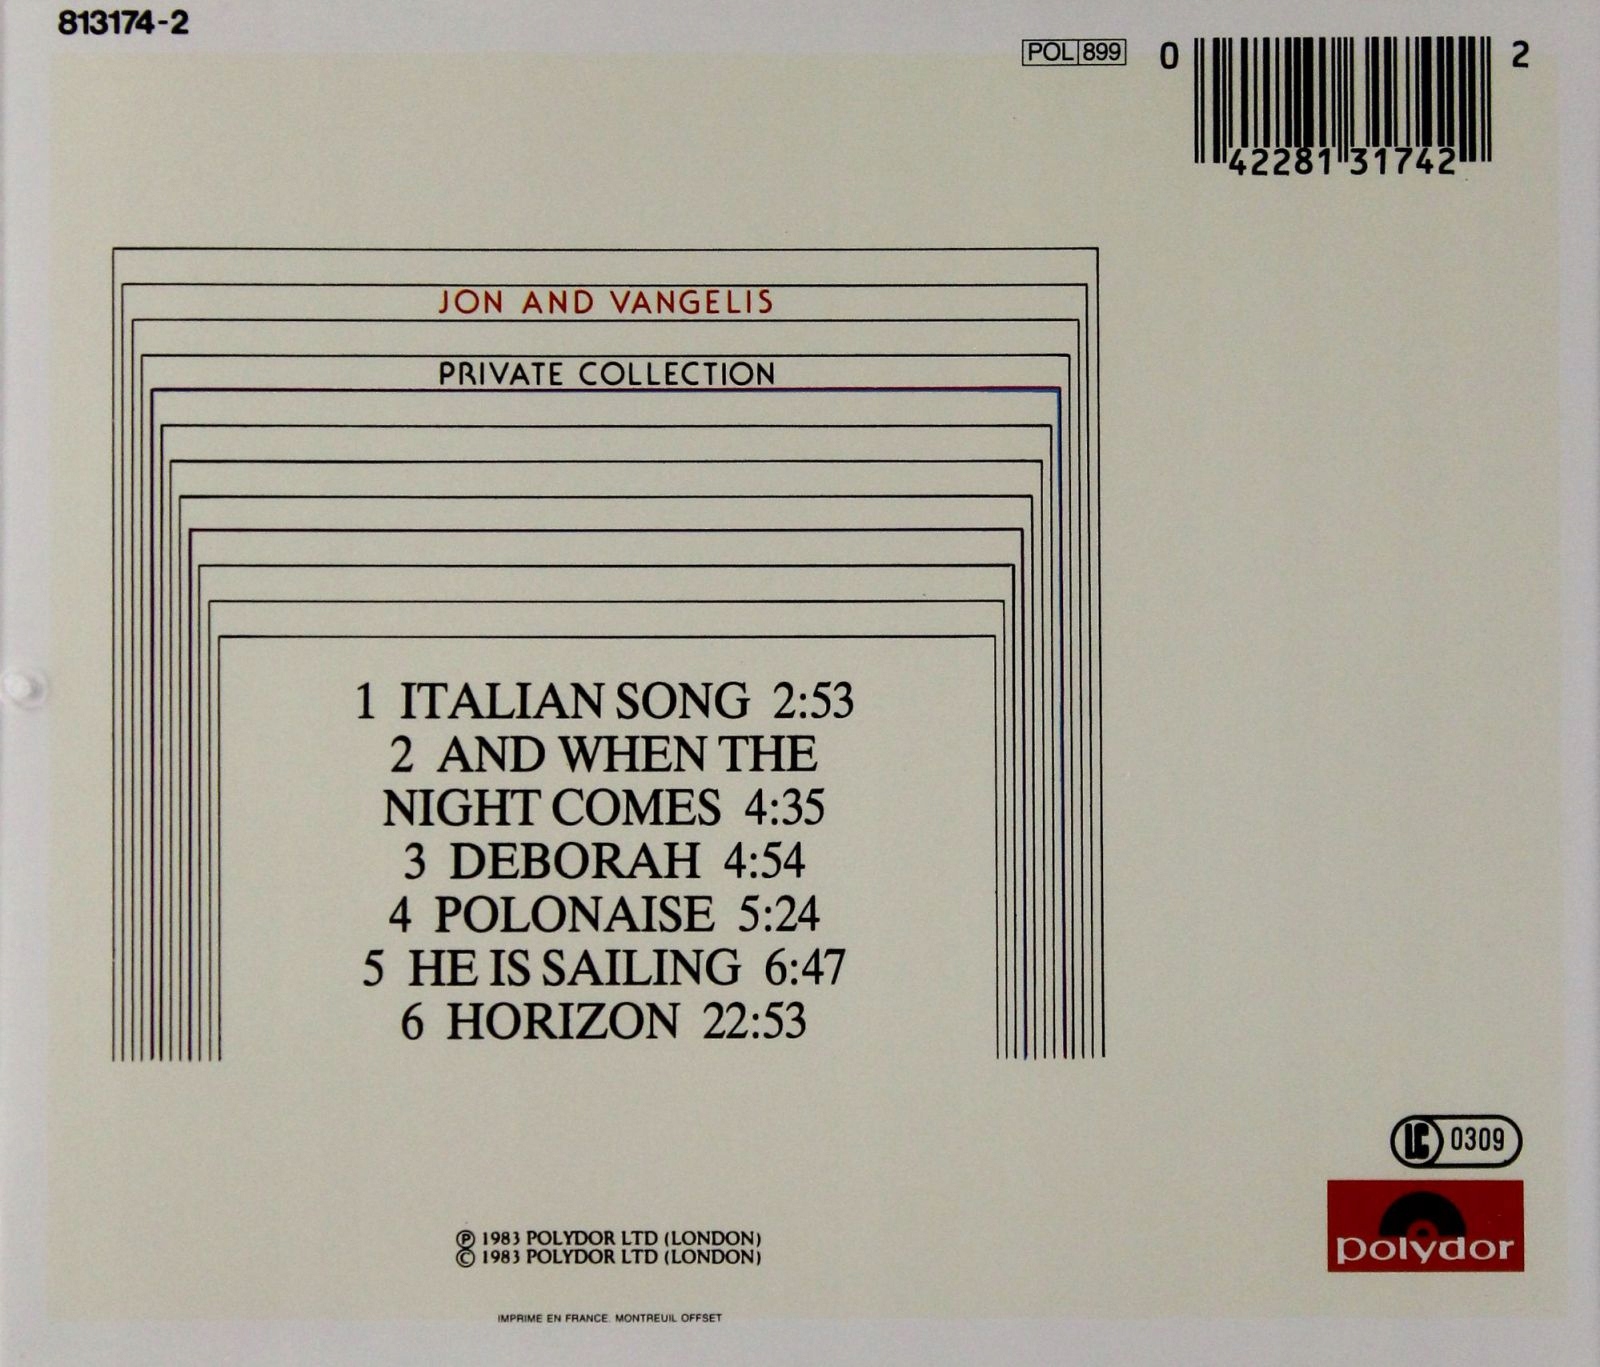 813174-2
POL 899
0 42281 31742 2
JON AND VANGELIS
PRIVATE COLLECTION
1 ITALIAN SONG 2:53
2 AND WHEN THE
NIGHT COMES 4:35
3 DEBORAH 4:54
4 POLONAISE 5:24
5 HE IS SAILING 6:47
6 HORIZON 22:53
LC 0309
polydor
℗ 1983 POLYDOR LTD (LONDON)
© 1983 POLYDOR LTD (LONDON)
IMPRIME EN FRANCE. MONTREUIL OFFSET